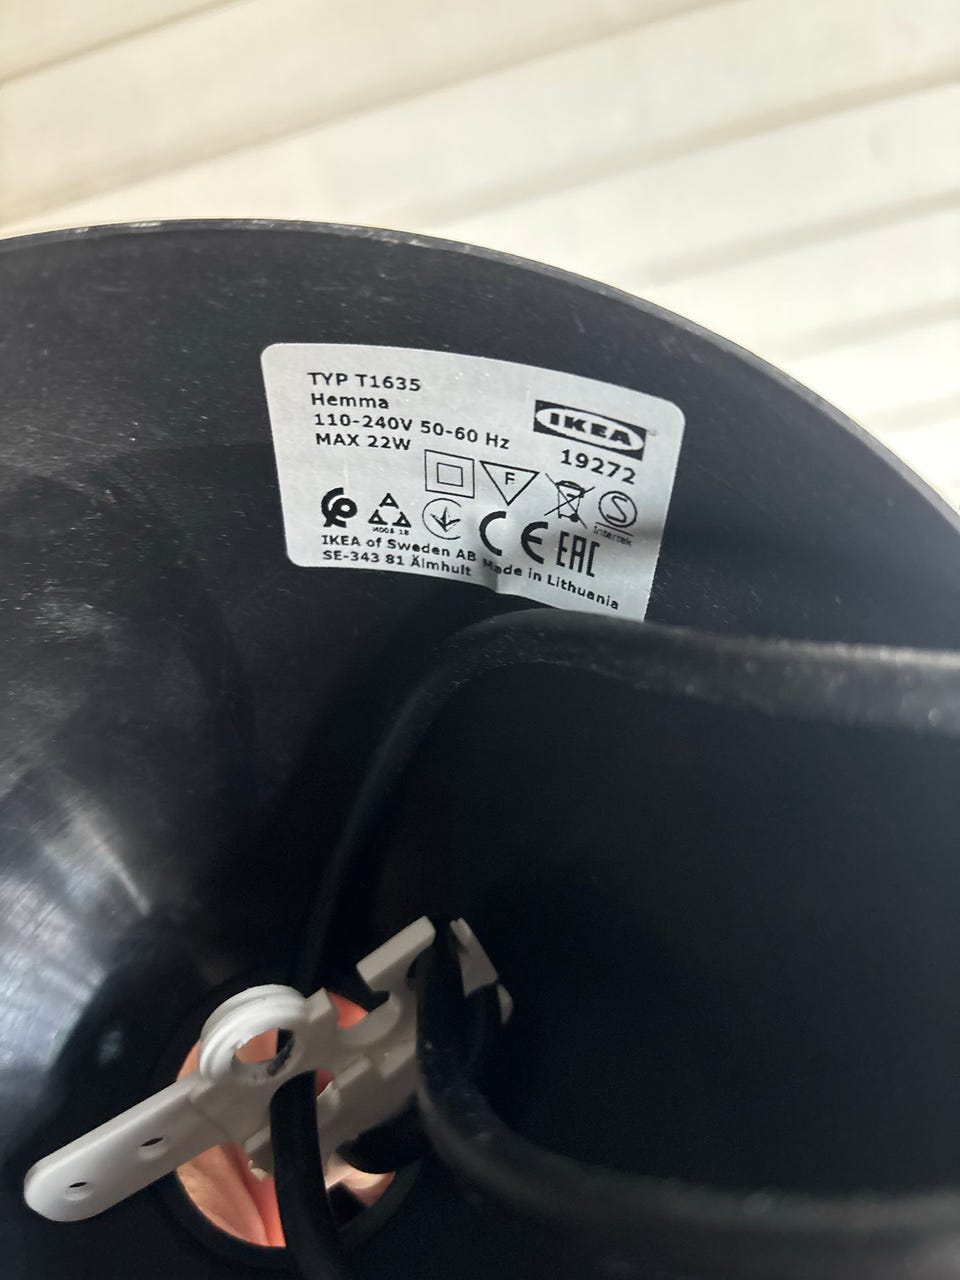 TYP T1635
Hemma
110-240V 50-60 Hz
MAX 22W
IKEA
19272
F
S
Intertek
CE EAC
IKEA of Sweden AB
SE-343 81 Älmhult
Made in Lithuania